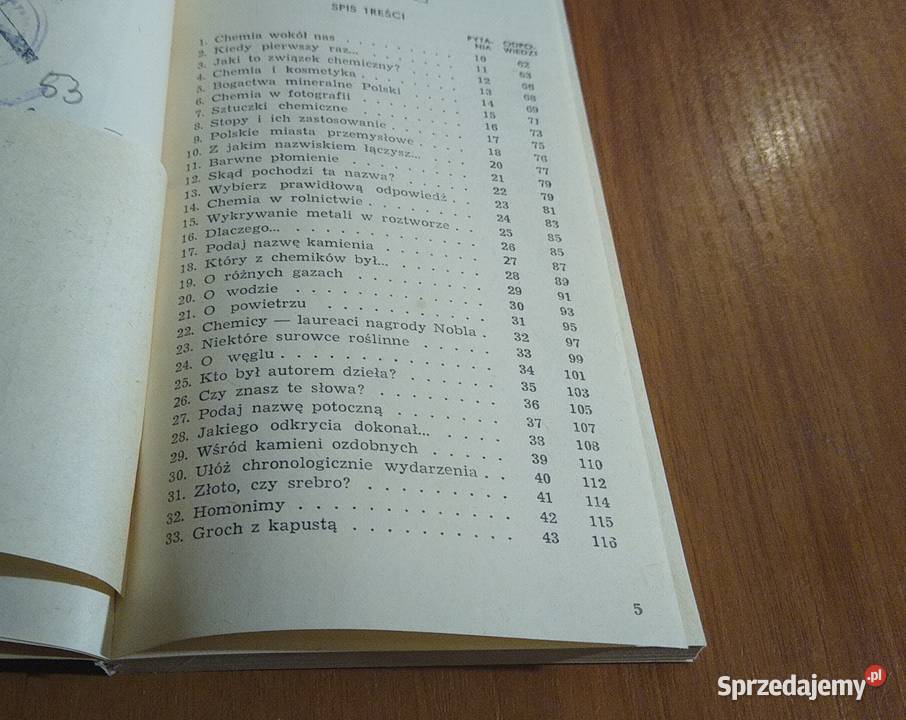 SPIS TREŚCI
PYTA- ODPO-
NIA WIEDZI
1. Chemia wokół nas . . . . . . . 10 62
2. Kiedy pierwszy raz... . . . . . . 11 63
3. Jaki to związek chemiczny? . . . . 12 66
4. Chemia i kosmetyka . . . . . . 13 68
5. Bogactwa mineralne Polski . . . . 14 69
6. Chemia w fotografii . . . . . . 15 71
7. Sztuczki chemiczne . . . . . . 16 73
8. Stopy i ich zastosowanie . . . . . 17 75
9. Polskie miasta przemysłowe . . . . 18 76
10. Z jakim nazwiskiem łączysz... . . . 20 77
11. Barwne płomienie . . . . . . . 21 79
12. Skąd pochodzi ta nazwa? . . . . . 22 79
13. Wybierz prawidłową odpowiedź . . 23 81
14. Chemia w rolnictwie . . . . . . 24 83
15. Wykrywanie metali w roztworze . . 25 85
16. Dlaczego... . . . . . . . . . 26 85
17. Podaj nazwę kamienia . . . . . . 27 87
18. Który z chemików był... . . . . . 28 89
19. O różnych gazach . . . . . . . 29 91
20. O wodzie . . . . . . . . . . 30 93
21. O powietrzu . . . . . . . . . 31 95
22. Chemicy — laureaci nagrody Nobla . 32 97
23. Niektóre surowce roślinne . . . . . 33 99
24. O węglu . . . . . . . . . . 34 101
25. Kto był autorem dzieła? . . . . . 35 103
26. Czy znasz te słowa? . . . . . . 36 105
27. Podaj nazwę potoczną . . . . . . 37 107
28. Jakiego odkrycia dokonał... . . . . 38 108
29. Wśród kamieni ozdobnych . . . . . 39 110
30. Ułóż chronologicznie wydarzenia . . 40 112
31. Złoto, czy srebro? . . . . . . . 41 114
32. Homonimy . . . . . . . . . . 42 115
33. Groch z kapustą . . . . . . . . 43 116
5
53
Sprzedajemy.pl